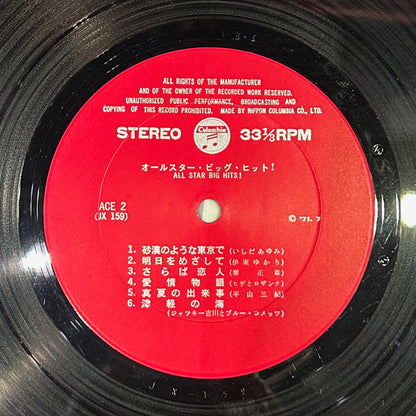 ALL RIGHTS OF THE MANUFACTURER
AND OF THE OWNER OF THE RECORDED WORK RESERVED.
UNAUTHORIZED PUBLIC PERFORMANCE, BROADCASTING AND
COPYING OF THIS RECORD PROHIBITED. MADE BY NIPPON COLUMBIA CO., LTD.
STEREO Columbia 33⅓RPM
オールスター・ビッグ・ヒット!
ALL STAR BIG HITS!
ACE 2
(JX 159)
© '71. 7
1. 砂漠のような東京で (いしだあゆみ)
2. 明日をめざして (伊東ゆかり)
3. さらば恋人 (堺正章)
4. 愛情物語 (ヒデとロザンナ)
5. 真夏の出来事 (平山三紀)
6. 津軽の海
(ジャッキー吉川とブルー・コメッツ)
JX-159